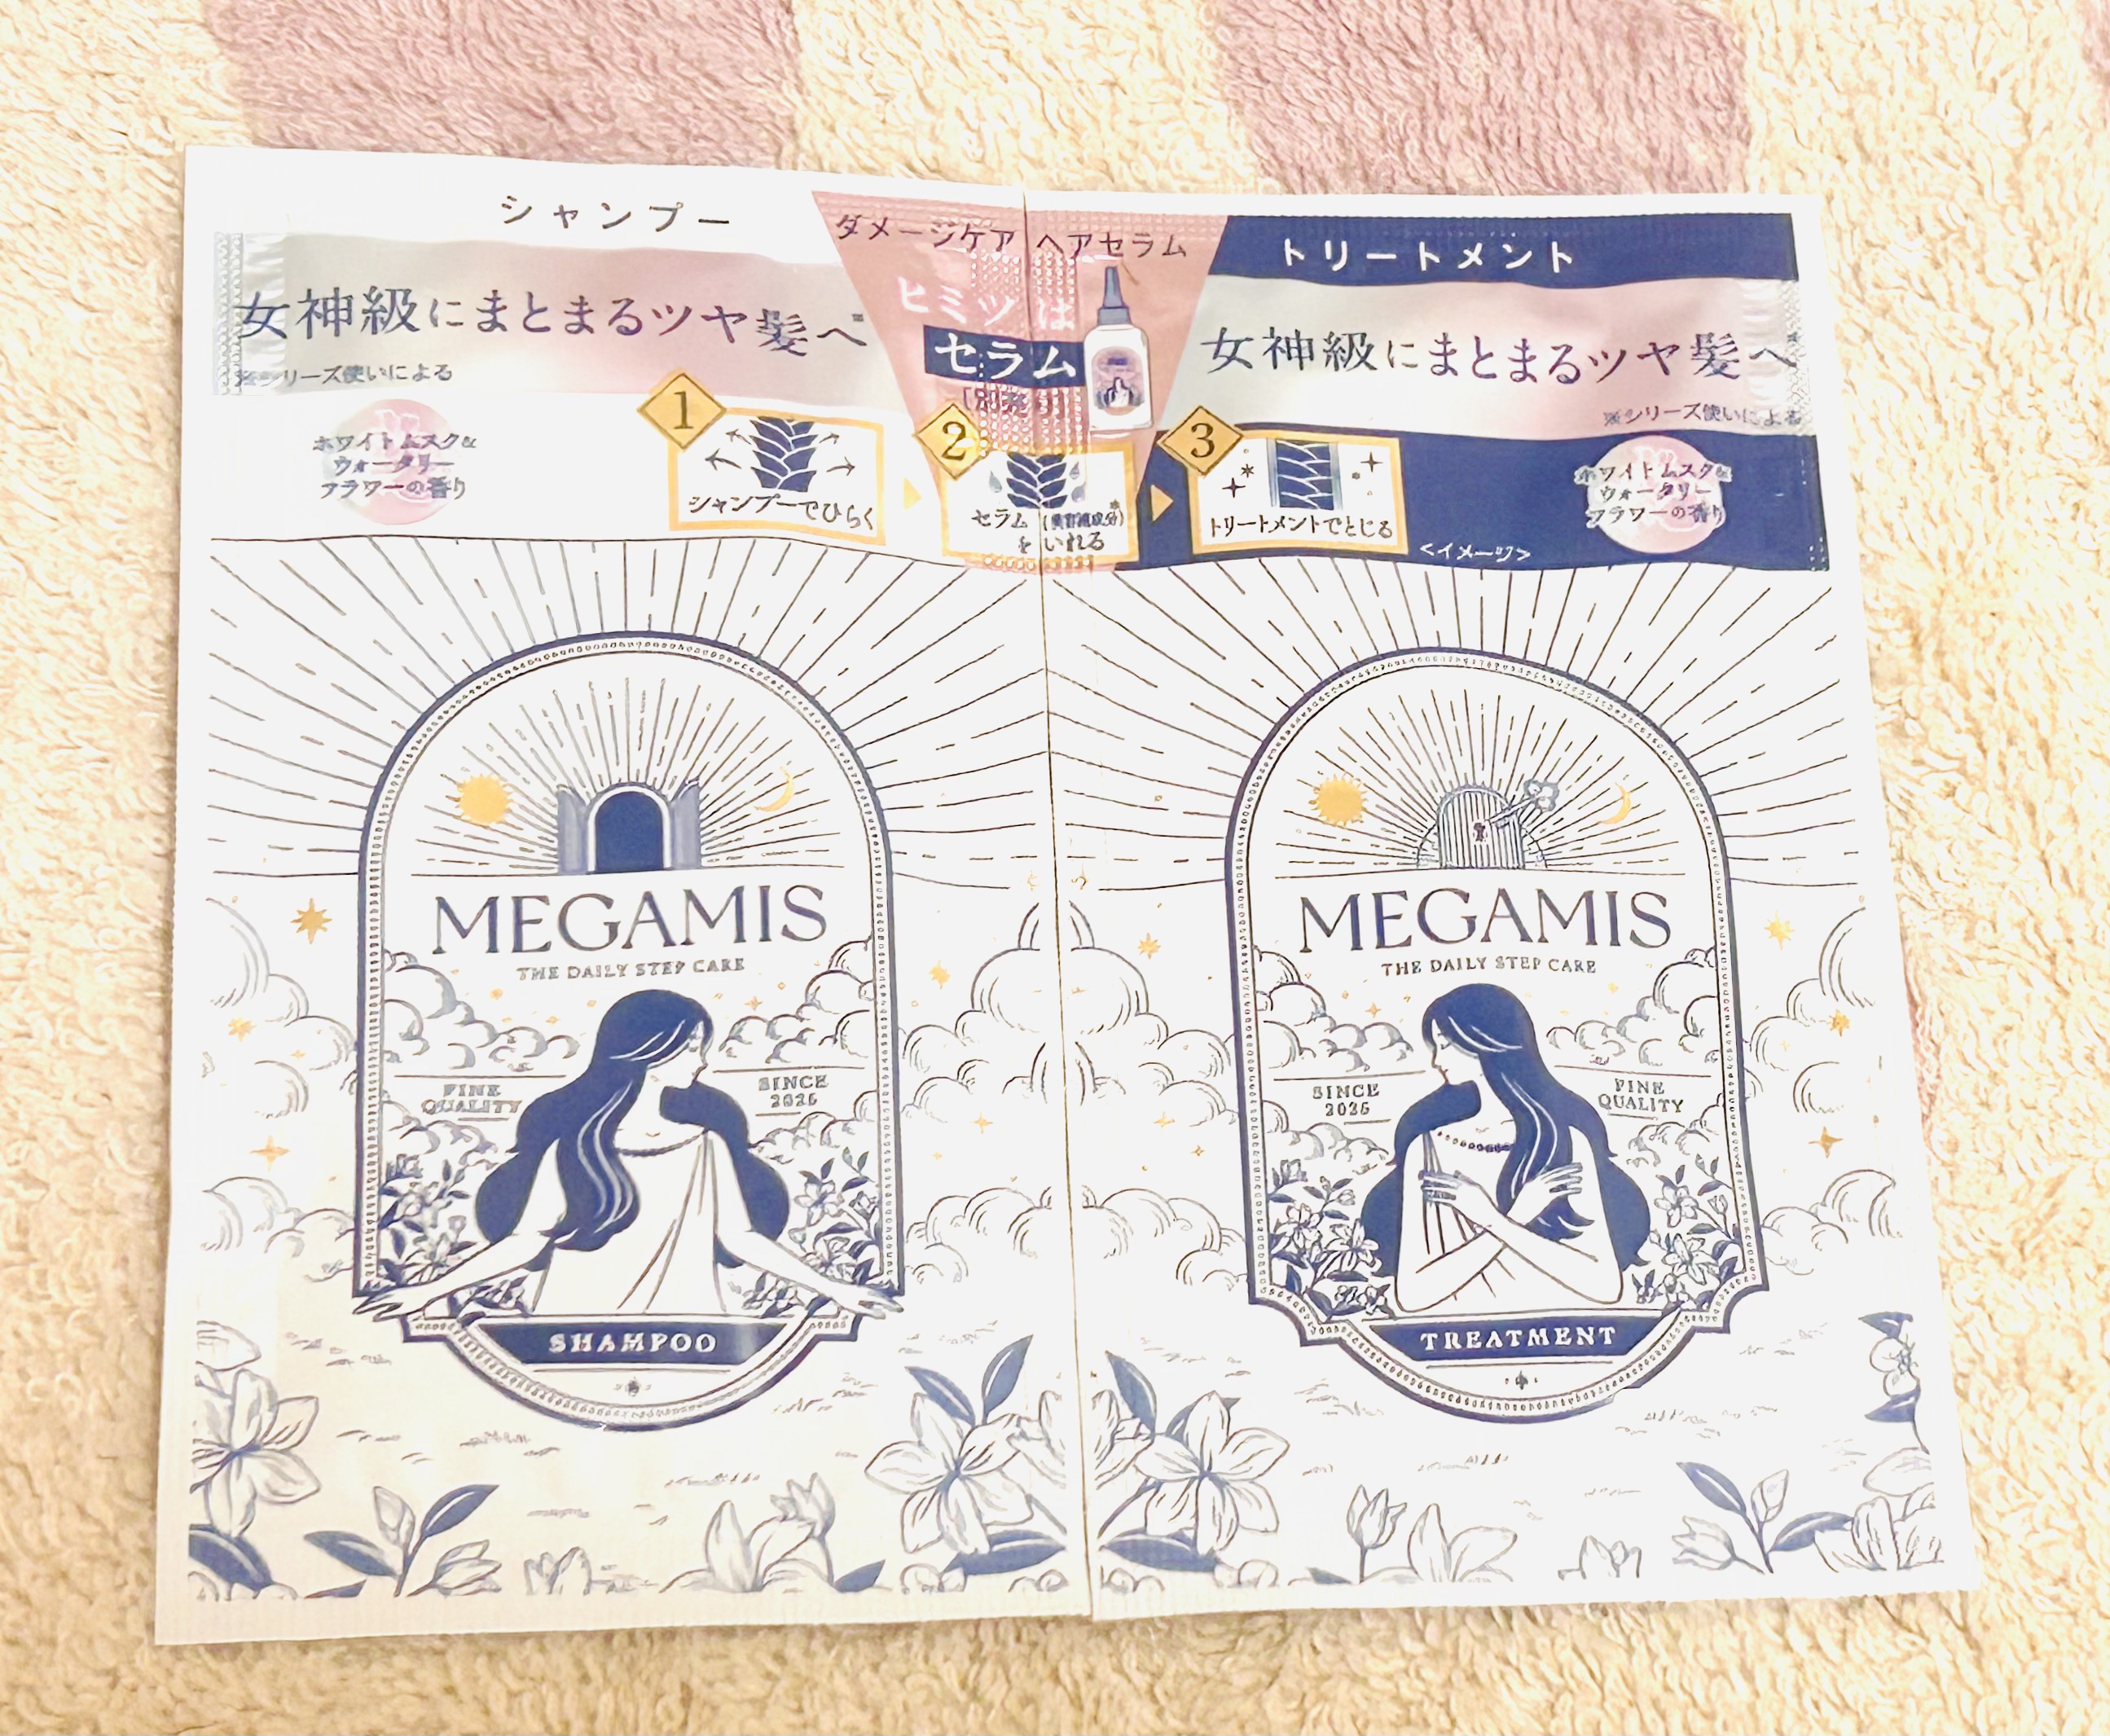 シャンプー
女神級にまとまるツヤ髪へ※
※シリーズ使いによる
ホワイトムスク&
ウォータリー
フラワーの香り
1
シャンプーでひらく
ダメージケア ヘアセラム
ヒミツは
セラム
2
セラム(美容補修成分)*
を いれる
トリートメント
女神級にまとまるツヤ髪へ※
※シリーズ使いによる
3
トリートメントでとじる
<イメージ>
ホワイトムスク&
ウォータリー
フラワーの香り
MEGAMIS
THE DAILY STEP CARE
FINE
QUALITY
SINCE
SHAMPOO
MEGAMIS
THE DAILY STEP CARE
SINCE
FINE
QUALITY
TREATMENT